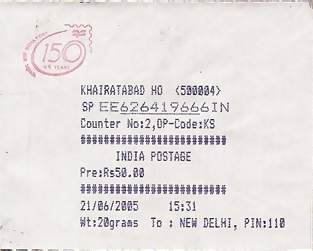 150
YEARS
KHAIRATABAD HO <500004>
SP EE626419666IN
Counter No:2,OP-Code:KS
########################
INDIA POSTAGE
Pre:Rs50.00
########################
21/06/2005 15:31
Wt:20grams To : NEW DELHI, PIN:110